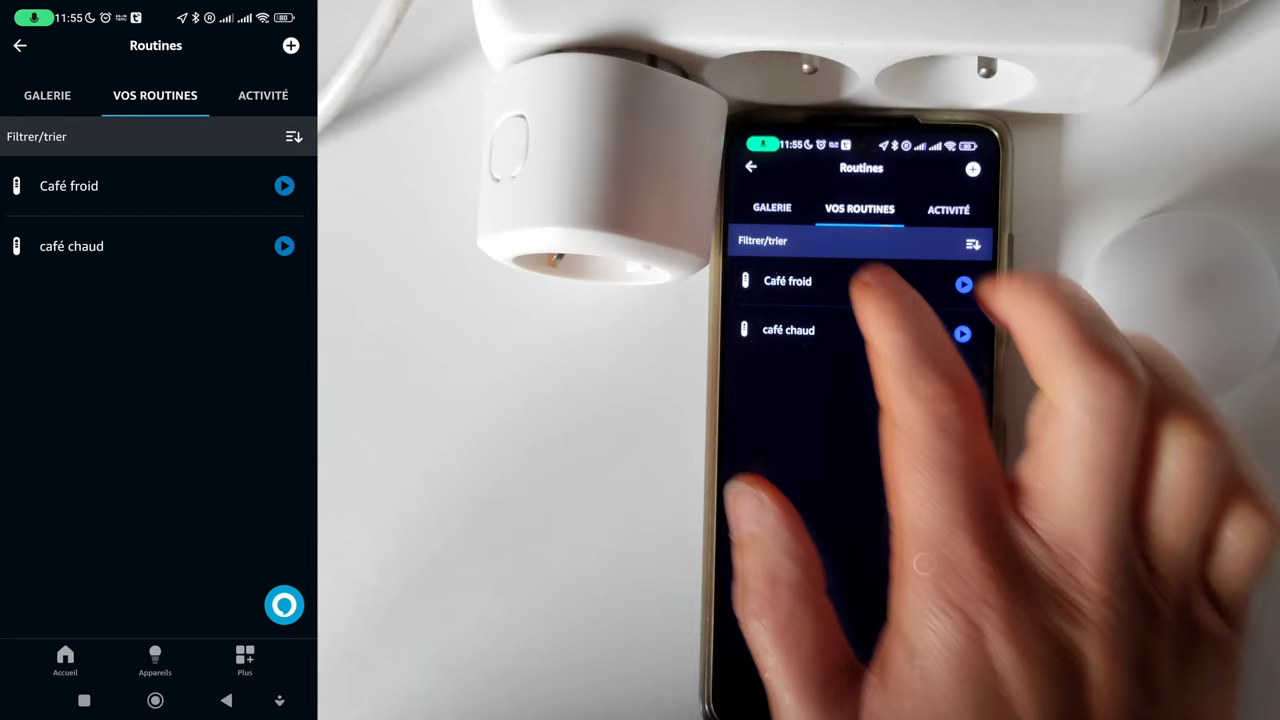 11:55
80
Routines
GALERIE VOS ROUTINES ACTIVITÉ
Filtrer/trier
Café froid
café chaud
Accueil Appareils Plus
11:55
Routines
GALERIE VOS ROUTINES ACTIVITÉ
Filtrer/trier
Café froid
café chaud